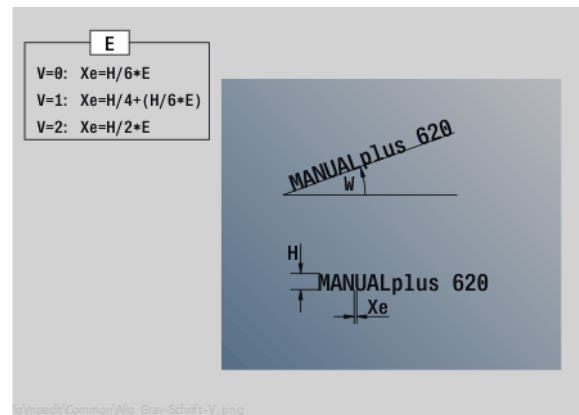 E
V=0: Xe=H/6*E
V=1: Xe=H/4+(H/6*E)
V=2: Xe=H/2*E
MANUALplus 620
W
H
MANUALplus 620
Xe